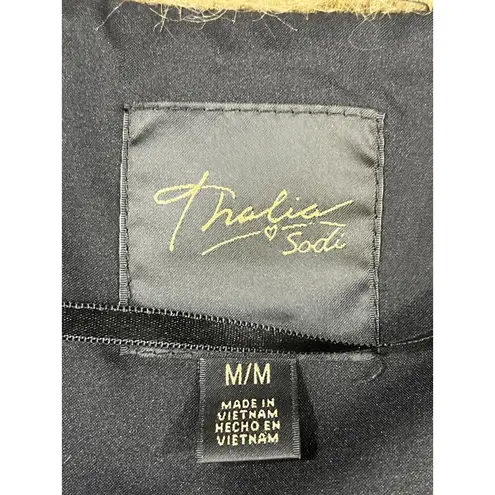 Thalia
Sodi
M/M
MADE IN
VIETNAM
HECHO EN
VIETNAM